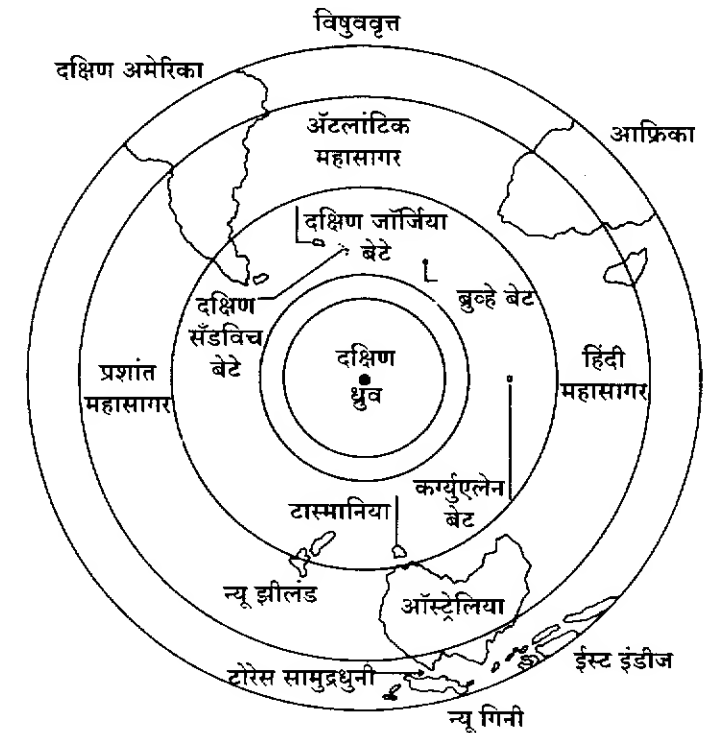 विषुववृत्त
दक्षिण अमेरिका
ॲटलांटिक
महासागर
आफ्रिका
दक्षिण जॉर्जिया
बेटे
ब्रुव्हे बेट
दक्षिण
सँडविच
बेटे
प्रशांत
महासागर
दक्षिण
ध्रुव
हिंदी
महासागर
कर्ग्युएलेन
बेट
टास्मानिया
न्यू झीलंड
ऑस्ट्रेलिया
टोरेस सामुद्रधुनी
ईस्ट इंडीज
न्यू गिनी